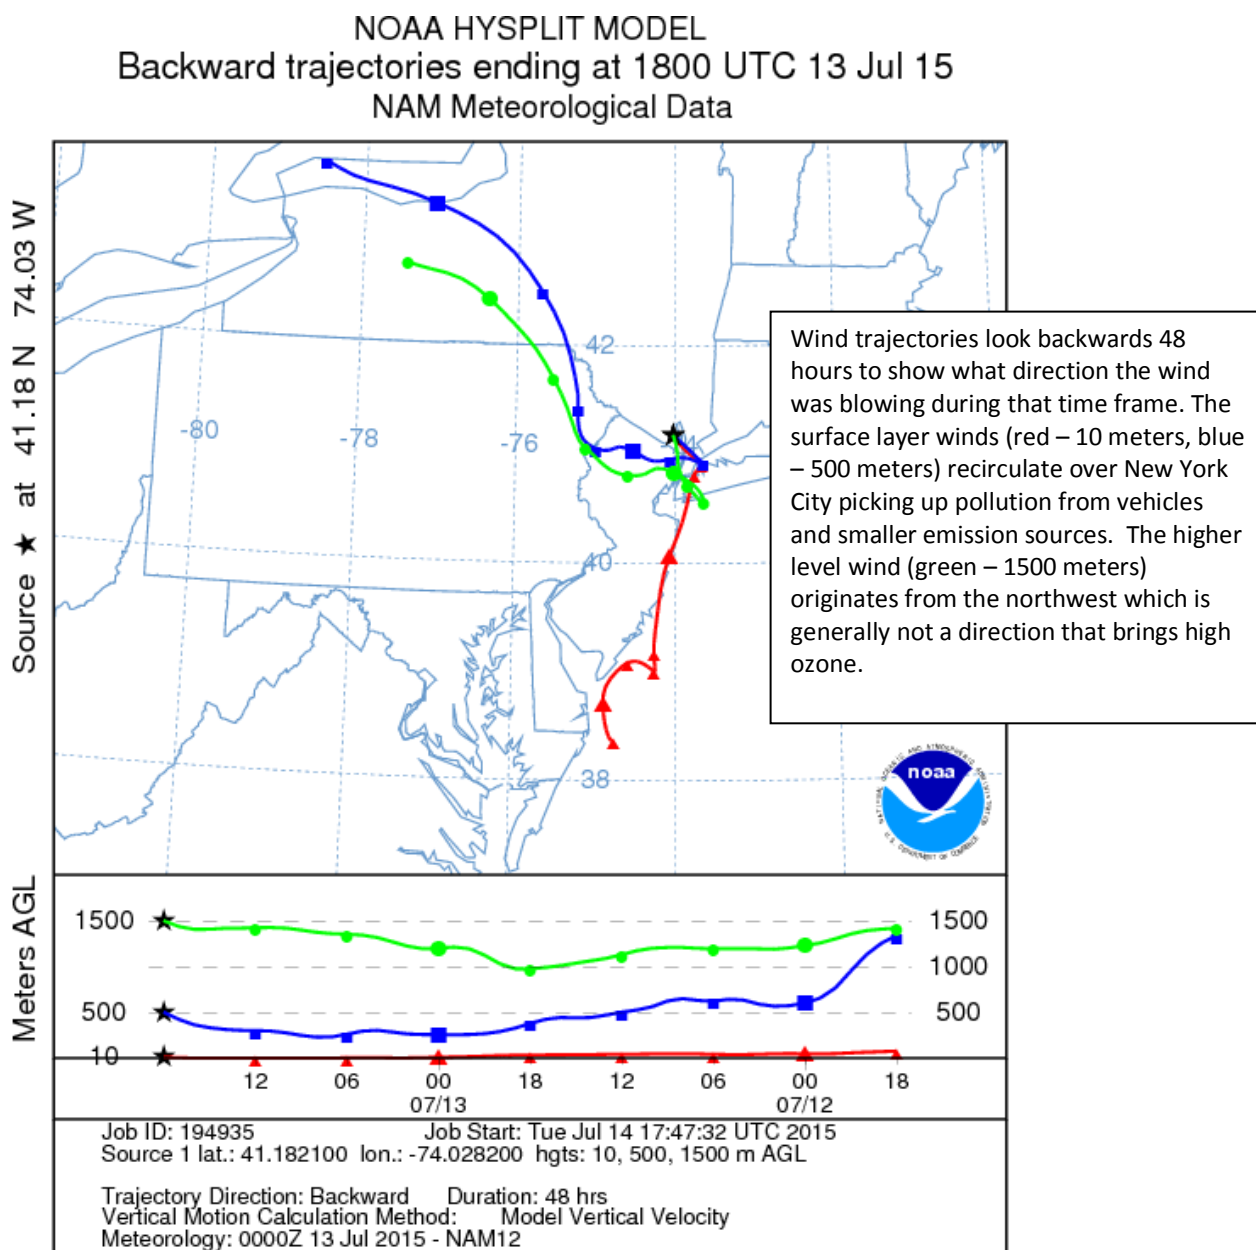 NOAA HYSPLIT MODEL
Backward trajectories ending at 1800 UTC 13 Jul 15
NAM Meteorological Data
Source ★ at 41.18 N 74.03 W
42
-80
-78
-76
40
38
Wind trajectories look backwards 48
hours to show what direction the wind
was blowing during that time frame. The
surface layer winds (red – 10 meters, blue
– 500 meters) recirculate over New York
City picking up pollution from vehicles
and smaller emission sources.  The higher
level wind (green – 1500 meters)
originates from the northwest which is
generally not a direction that brings high
ozone.
NATIONAL OCEANIC AND ATMOSPHERIC ADMINISTRATION
noaa
U.S. DEPARTMENT OF COMMERCE
Meters AGL
1500 1500
1000
500 500
10
12 06 00 18 12 06 00 18
07/13 07/12
Job ID: 194935 Job Start: Tue Jul 14 17:47:32 UTC 2015
Source 1 lat.: 41.182100 lon.: -74.028200 hgts: 10, 500, 1500 m AGL
Trajectory Direction: Backward Duration: 48 hrs
Vertical Motion Calculation Method: Model Vertical Velocity
Meteorology: 0000Z 13 Jul 2015 - NAM12